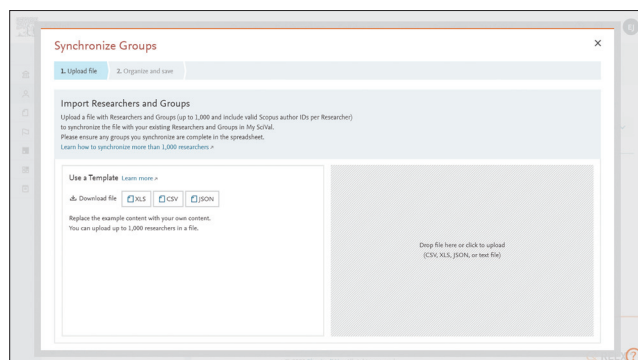 Synchronize Groups
×
1. Upload file
2. Organize and save
Import Researchers and Groups
Upload a file with Researchers and Groups (up to 1,000 and include valid Scopus author IDs per Researcher)
to synchronize the file with your existing Researchers and Groups in My SciVal.
Please ensure any groups you synchronize are complete in the spreadsheet.
Learn how to synchronize more than 1,000 researchers.↗
Use a Template Learn more↗
Download file XLS CSV JSON
Replace the example content with your own content.
You can upload up to 1,000 researchers in a file.
Drop file here or click to upload
(CSV, XLS, JSON, or text file)